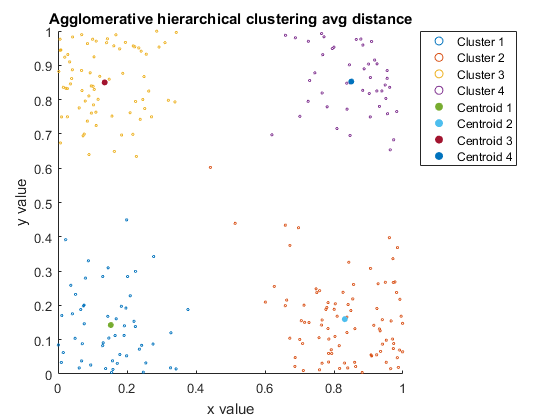 Agglomerative hierarchical clustering avg distance
Cluster 1
Cluster 2
Cluster 3
Cluster 4
Centroid 1
Centroid 2
Centroid 3
Centroid 4
y value
1
0.9
0.8
0.7
0.6
0.5
0.4
0.3
0.2
0.1
0
0 0.2 0.4 0.6 0.8 1
x value